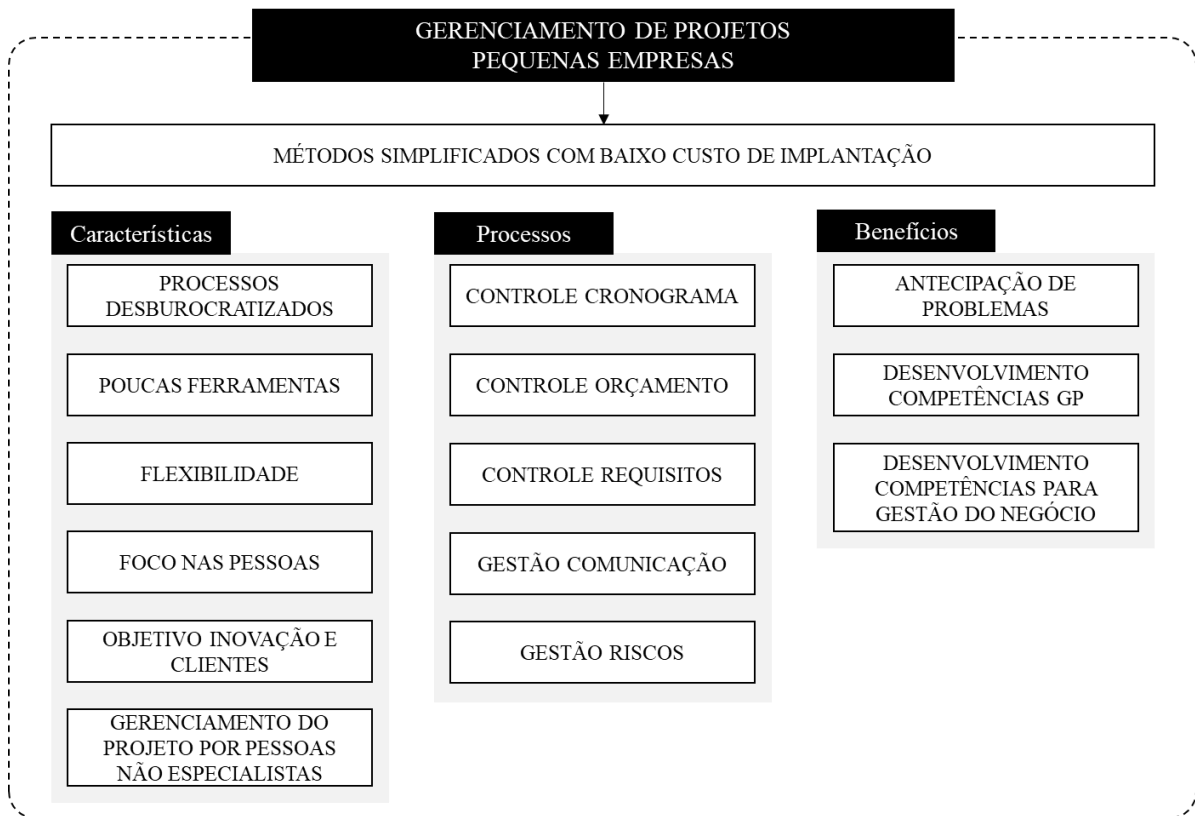 GERENCIAMENTO DE PROJETOS
PEQUENAS EMPRESAS
MÉTODOS SIMPLIFICADOS COM BAIXO CUSTO DE IMPLANTAÇÃO
Característícas
PROCESSOS
DESBUROCRATIZADOS
POUCAS FERRAMENTAS
FLEXIBILIDADE
FOCO NAS PESSOAS
OBJETIVO INOVAÇÃO E
CLIENTES
GERENCIAMENTO DO
PROJETO POR PESSOAS
NÃO ESPECIALISTAS
Processos
CONTROLE CRONOGRAMA
CONTROLE ORÇAMENTO
CONTROLE REQUISITOS
GESTÃO COMUNICAÇÃO
GESTÃO RISCOS
Benefícios
ANTECIPAÇÃO DE
PROBLEMAS
DESENVOLVIMENTO
COMPETÊNCIAS GP
DESENVOLVIMENTO
COMPETÊNCIAS PARA
GESTÃO DO NEGÓCIO